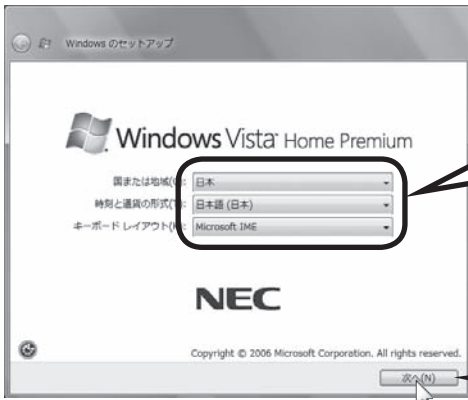 Windows のセットアップ
Windows Vista Home Premium
国または地域(C): 日本
時刻と通貨の形式(T): 日本語 (日本)
キーボード レイアウト(K): Microsoft IME
NEC
Copyright © 2006 Microsoft Corporation. All rights reserved.
次へ(N)